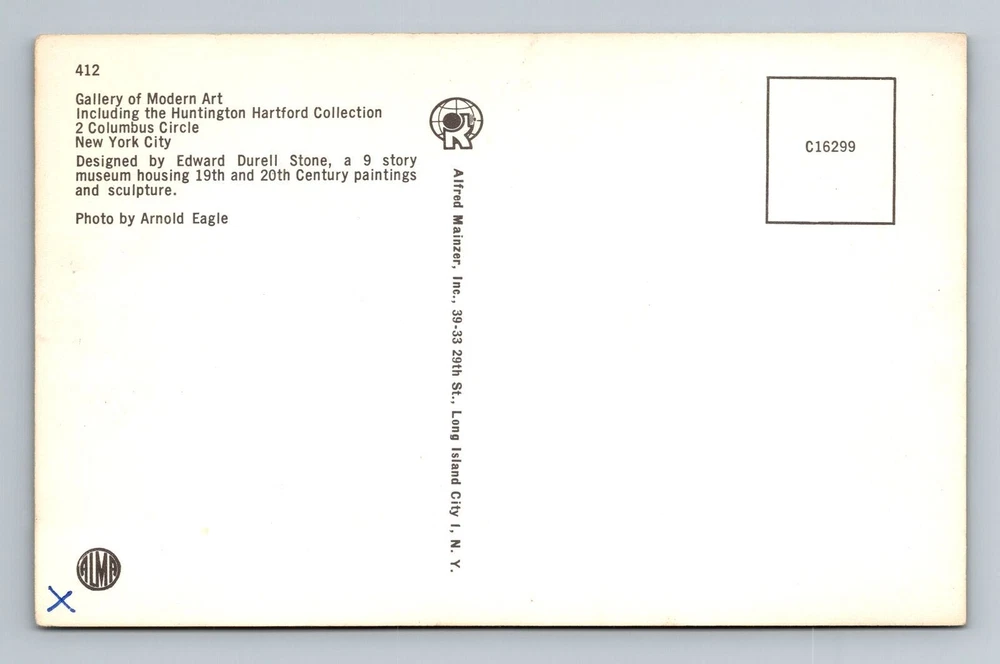 412
Gallery of Modern Art
Including the Huntington Hartford Collection
2 Columbus Circle
New York City
Designed by Edward Durell Stone, a 9 story
museum housing 19th and 20th Century paintings
and sculpture.
Photo by Arnold Eagle
Alfred Mainzer, Inc., 39-33 29th St., Long Island City I, N. Y.
C16299
ALMA
X